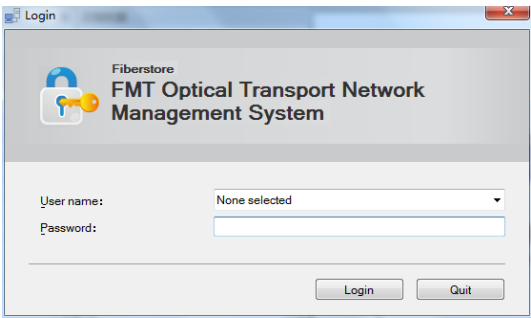 Login
Fiberstore
FMT Optical Transport Network
Management System
User name:
None selected
Password:
Login
Quit